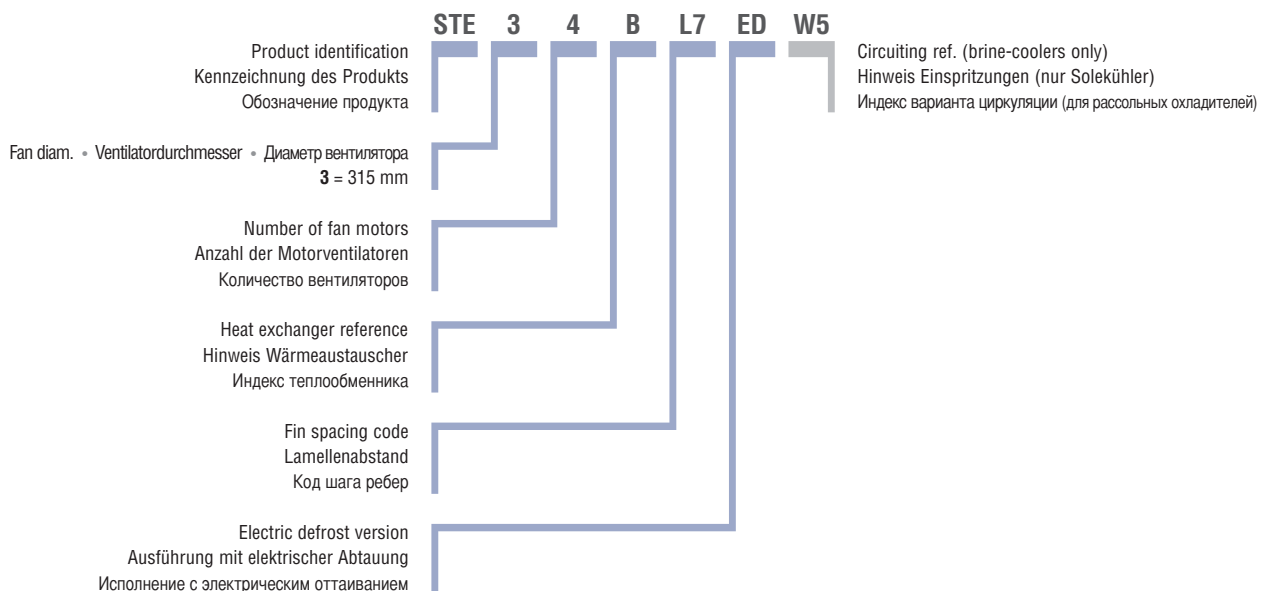 STE 3 4 B L7 ED W5
Product identification
Kennzeichnung des Produkts
Обозначение продукта
Circuiting ref. (brine-coolers only)
Hinweis Einspritzungen (nur Solekühler)
Индекс варианта циркуляции (для рассольных охладителей)
Fan diam. • Ventilatordurchmesser • Диаметр вентилятора
3 = 315 mm
Number of fan motors
Anzahl der Motorventilatoren
Количество вентиляторов
Heat exchanger reference
Hinweis Wärmeaustauscher
Индекс теплообменника
Fin spacing code
Lamellenabstand
Код шага ребер
Electric defrost version
Ausführung mit elektrischer Abtauung
Исполнение с электрическим оттаиванием